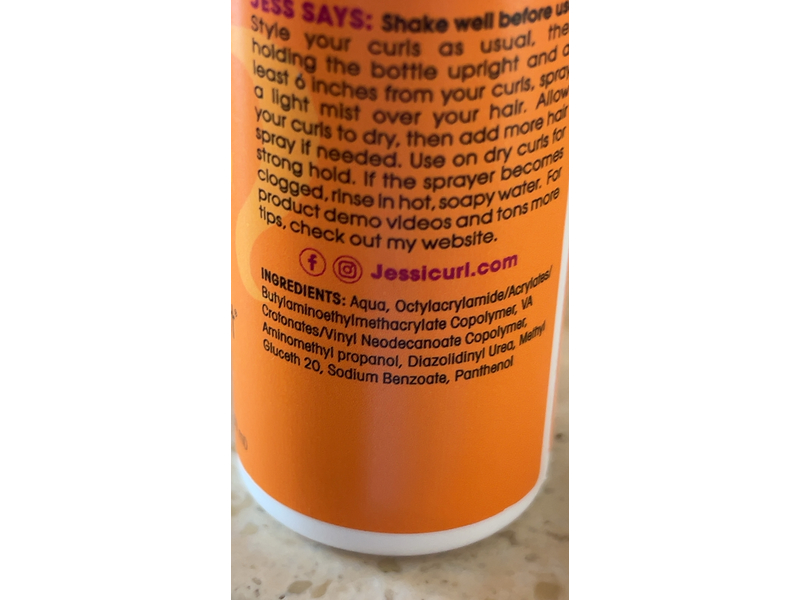 JESS SAYS: Shake well before us
Style your curls as usual, the
holding the bottle upright and a
least 6 inches from your curls, spray
a light mist over your hair. Allow
your curls to dry, then add more hair
spray if needed. Use on dry curls for
strong hold. If the sprayer becomes
clogged, rinse in hot, soapy water. For
product demo videos and tons more
tips, check out my website.
Jessicurl.com
INGREDIENTS: Aqua, Octylacrylamide/Acrylates/
Butylaminoethylmethacrylate Copolymer, VA
Crotonates/Vinyl Neodecanoate Copolymer,
Aminomethyl propanol, Diazolidinyl Urea, Methyl
Gluceth 20, Sodium Benzoate, Panthenol